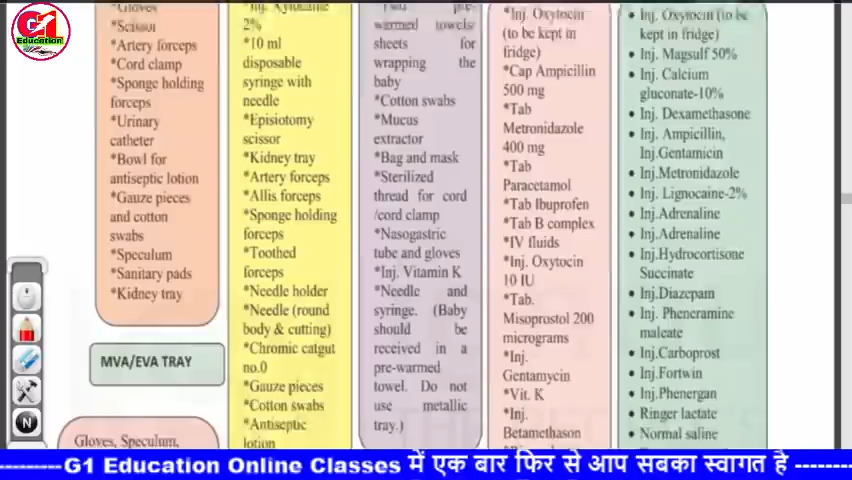 G1
Education
*Gloves
*Scissor
*Artery forceps
*Cord clamp
*Sponge holding
forceps
*Urinary
catheter
*Bowl for
antiseptic lotion
*Gauze pieces
and cotton
swabs
*Speculum
*Sanitary pads
*Kidney tray
MVA/EVA TRAY
Gloves, Speculum,
*Inj. Xylocaine
2%
*10 ml
disposable
syringe with
needle
*Episiotomy
scissor
*Kidney tray
*Artery forceps
*Allis forceps
*Sponge holding
forceps
*Toothed
forceps
*Needle holder
*Needle (round
body & cutting)
*Chromic catgut
no.0
*Gauze pieces
*Cotton swabs
*Antiseptic
lotion
*Two pre-
warmed towels/
sheets for
wrapping the
baby
*Cotton swabs
*Mucus
extractor
*Bag and mask
*Sterilized
thread for cord
/cord clamp
*Nasogastric
tube and gloves
*Inj. Vitamin K
*Needle and
syringe. (Baby
should be
received in a
pre-warmed
towel. Do not
use metallic
tray.)
*Inj. Oxytocin
(to be kept in
fridge)
*Cap Ampicillin
500 mg
*Tab
Metronidazole
400 mg
*Tab
Paracetamol
*Tab Ibuprofen
*Tab B complex
*IV fluids
*Inj. Oxytocin
10 IU
*Tab.
Misoprostol 200
micrograms
*Inj.
Gentamycin
*Vit. K
*Inj.
Betamethason
• Inj. Oxytocin (to be
kept in fridge)
• Inj. Magsulf 50%
• Inj. Calcium
gluconate-10%
• Inj. Dexamethasone
• Inj. Ampicillin,
Inj.Gentamicin
• Inj.Metronidazole
• Inj. Lignocaine-2%
• Inj.Adrenaline
• Inj.Adrenaline
• Inj.Hydrocortisone
Succinate
• Inj.Diazepam
• Inj. Pheneramine
maleate
• Inj.Carboprost
• Inj.Fortwin
• Inj.Phenergan
• Ringer lactate
• Normal saline
N
---------G1 Education Online Classes में एक बार फिर से आप सबका स्वागत है --------